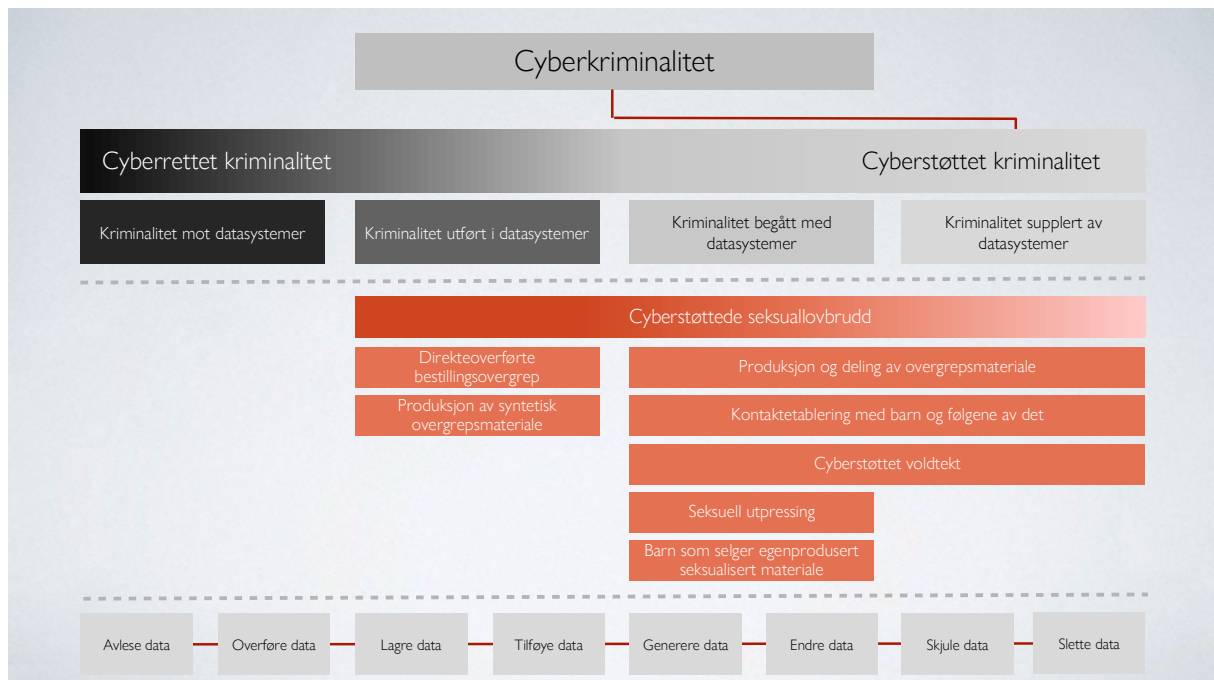 Cyberkriminalitet
Cyberrettet kriminalitet
Cyberstøttet kriminalitet
Kriminalitet mot datasystemer
Kriminalitet utført i datasystemer
Kriminalitet begått med
datasystemer
Kriminalitet supplert av
datasystemer
Cyberstøttede seksuallovbrudd
Direkteoverførte
bestillingsovergrep
Produksjon og deling av overgrepsmateriale
Produksjon av syntetisk
overgrepsmateriale
Kontaktetablering med barn og følgene av det
Cyberstøttet voldtekt
Seksuell utpressing
Barn som selger egenprodusert
seksualisert materiale
Avlese data
Overføre data
Lagre data
Tilføye data
Generere data
Endre data
Skjule data
Slette data